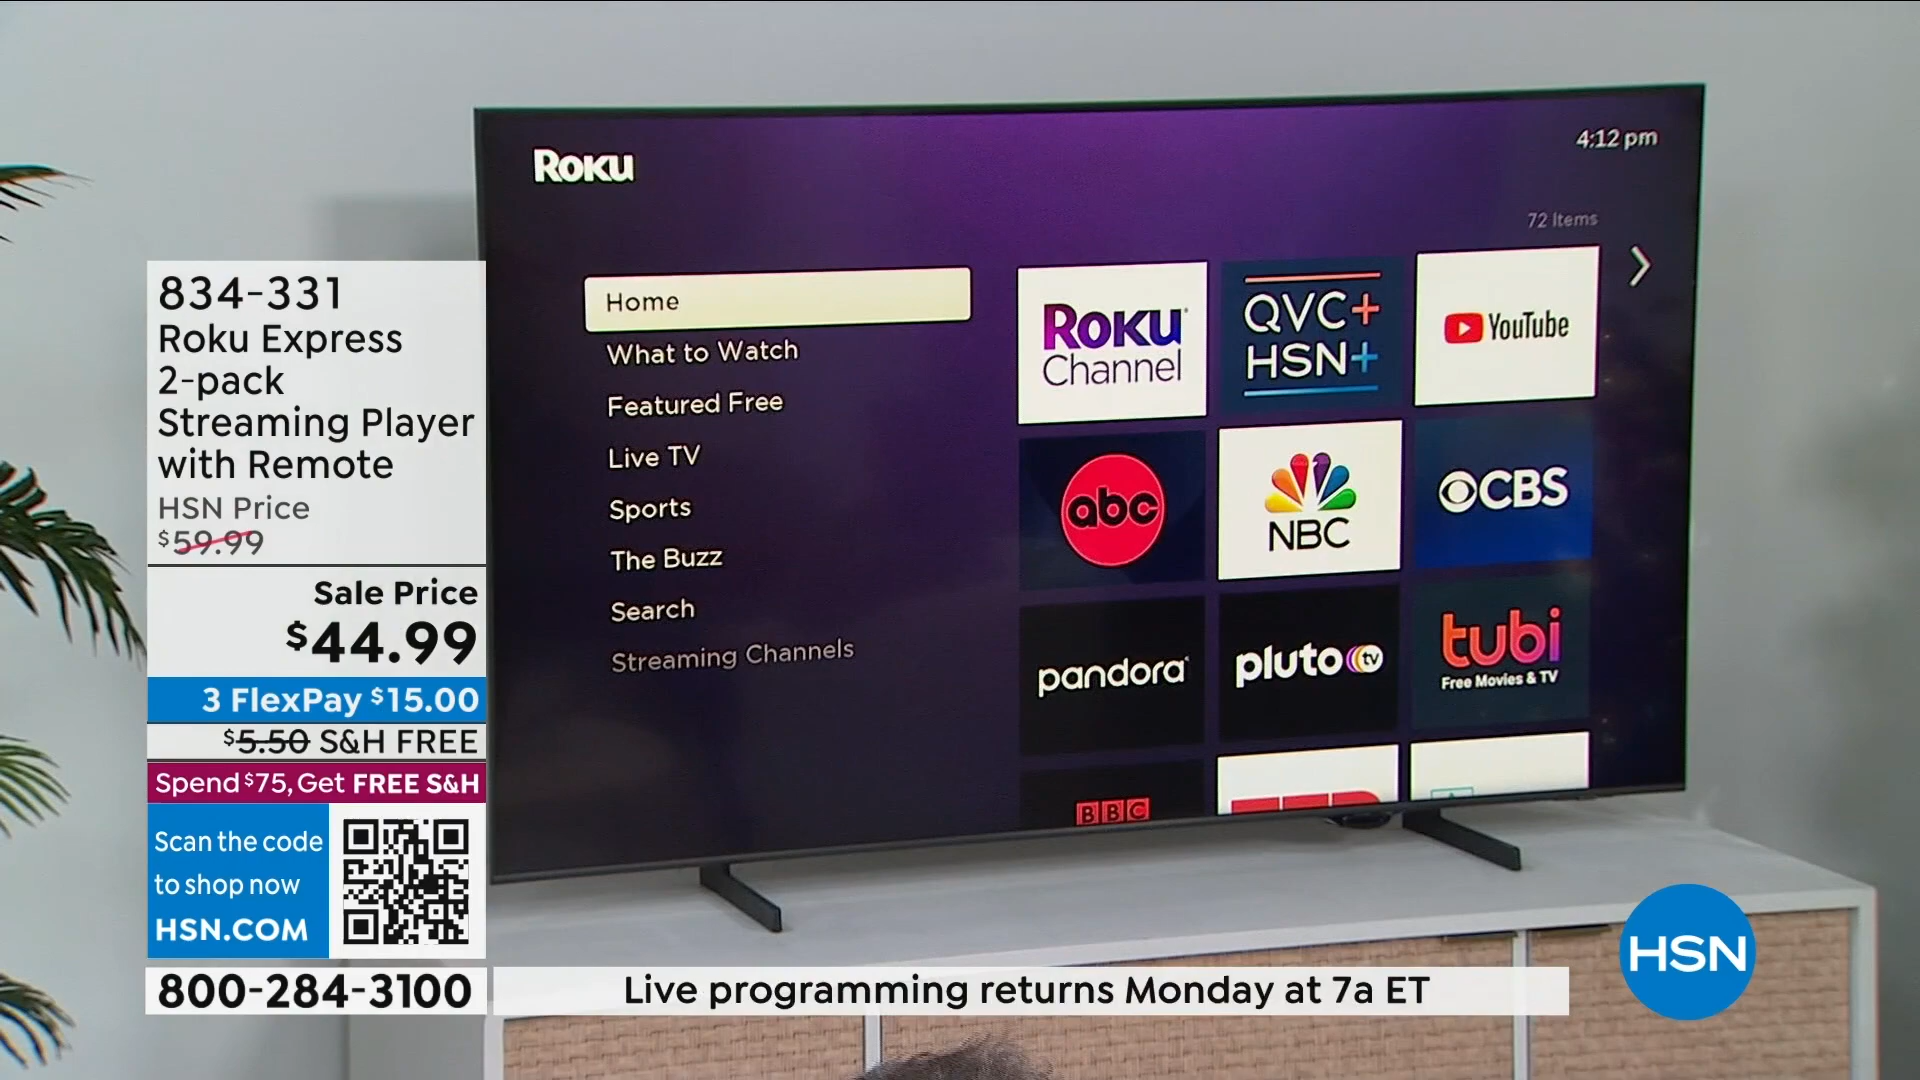 834-331
Roku Express
2-pack
Streaming Player
with Remote
HSN Price
$59.99
Sale Price
$44.99
3 FlexPay $15.00
$5.50 S&H FREE
Spend $75, Get FREE S&H
Scan the code
to shop now
HSN.COM
800-284-3100
Live programming returns Monday at 7a ET
HSN
Roku
4:12 pm
72 Items
Home
What to Watch
Featured Free
Live TV
Sports
The Buzz
Search
Streaming Channels
Roku
Channel
QVC+
HSN+
YouTube
abc
NBC
CBS
pandora
pluto tv
tubi
Free Movies & TV
BBC